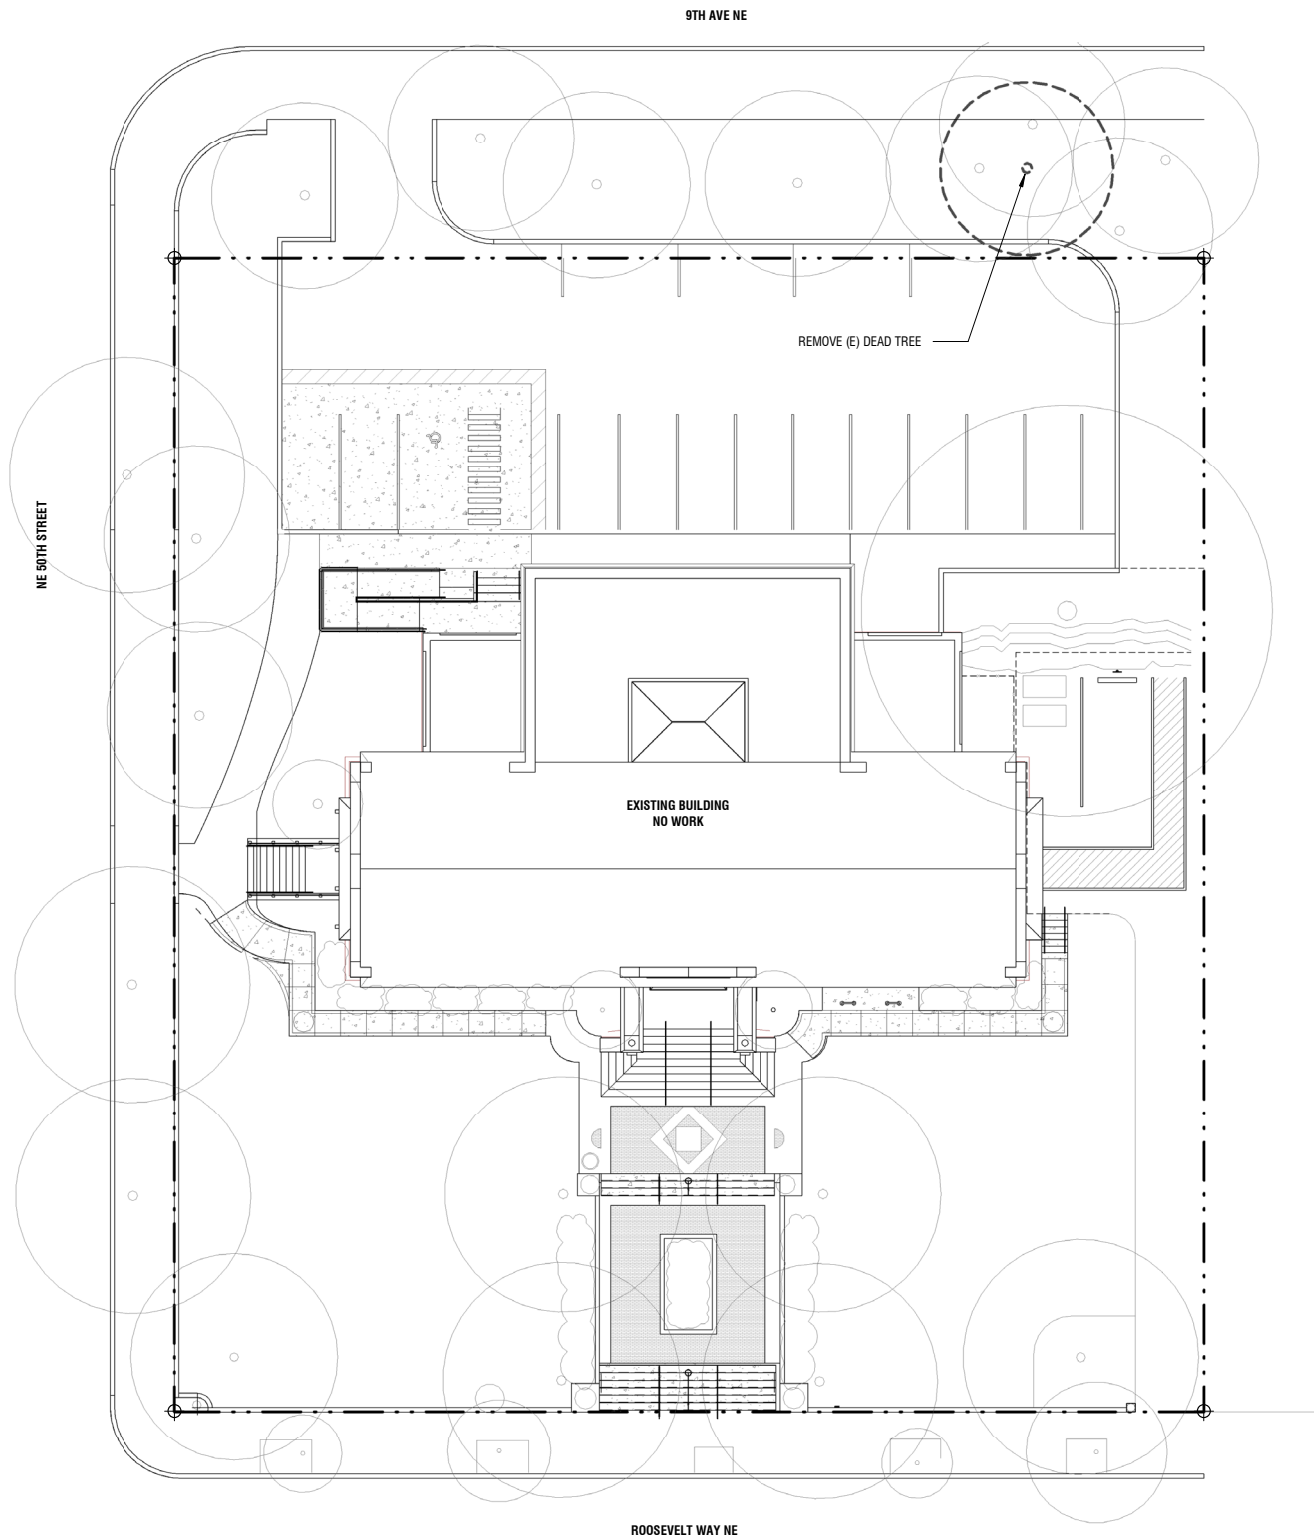 9TH AVE NE
REMOVE (E) DEAD TREE
NE 50TH STREET
EXISTING BUILDING
NO WORK
ROOSEVELT WAY NE